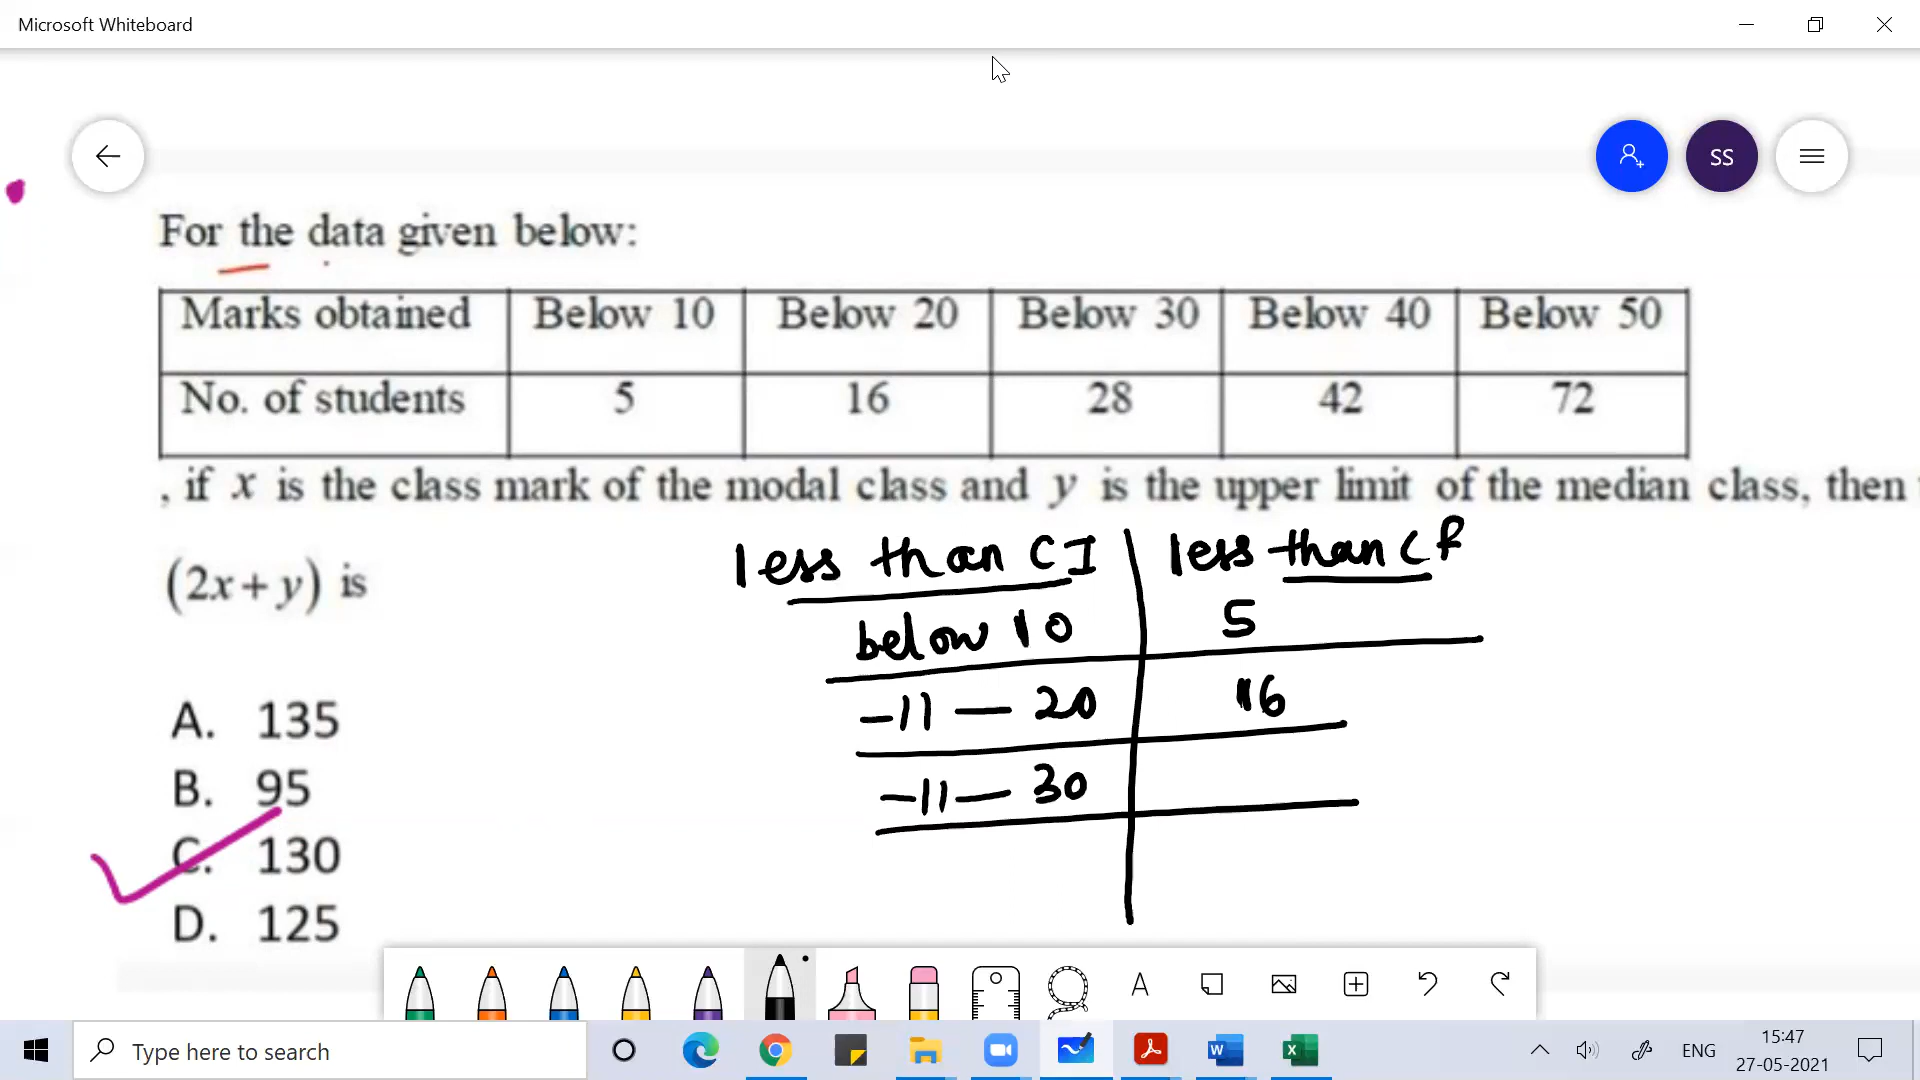 Microsoft Whiteboard
SS
For the data given below:
Marks obtained Below 10 Below 20 Below 30 Below 40 Below 50
No. of students 5 16 28 42 72
, if x is the class mark of the modal class and y is the upper limit of the median class, then
(2x+y) is
less than CI less than CF
below 10 5
-11- 20 16
-11- 30
A. 135
B. 95
C. 130
D. 125
A
Type here to search
ENG
15:47
27-05-2021